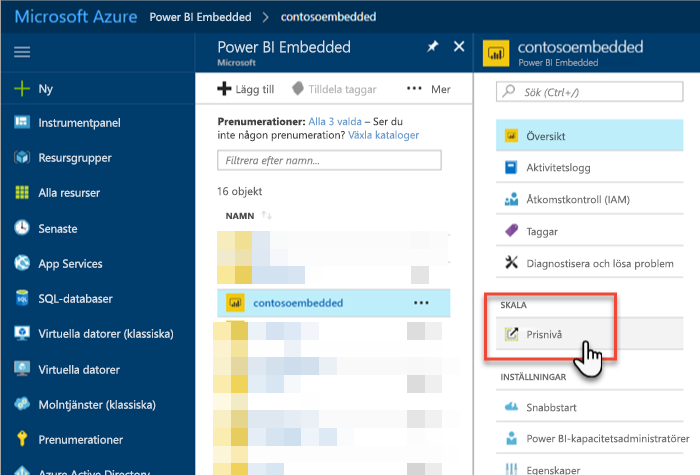 Microsoft Azure Power BI Embedded > contosoembedded
Ny
Instrumentpanel
Resursgrupper
Alla resurser
Senaste
App Services
SQL-databaser
Virtuella datorer (klassiska)
Virtuella datorer
Molntjänster (klassiska)
Prenumerationer
Azure Active Directory
Power BI Embedded
Microsoft
Lägg till
Tilldela taggar
Mer
Prenumerationer: Alla 3 valda – Ser du
inte någon prenumeration? Växla kataloger
Filtrera efter namn...
16 objekt
NAMN
contosoembedded
contosoembedded
Power BI Embedded
Sök (Ctrl+/)
Översikt
Aktivitetslogg
Åtkomstkontroll (IAM)
Taggar
Diagnostisera och lösa problem
SKALA
Prisnivå
INSTÄLLNINGAR
Snabbstart
Power BI-kapacitetsadministratörer
Egenskaper